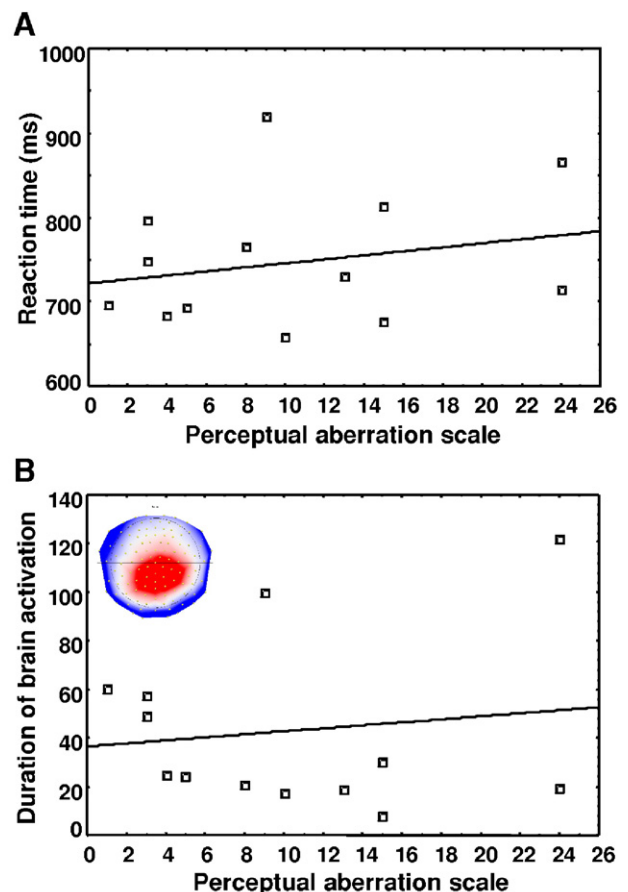 A
1000
900
800
700
600
Reaction time (ms)
0 2 4 6 8 10 12 14 16 18 20 22 24 26
Perceptual aberration scale
B
140
120
100
80
60
40
20
0
Duration of brain activation
0 2 4 6 8 10 12 14 16 18 20 22 24 26
Perceptual aberration scale